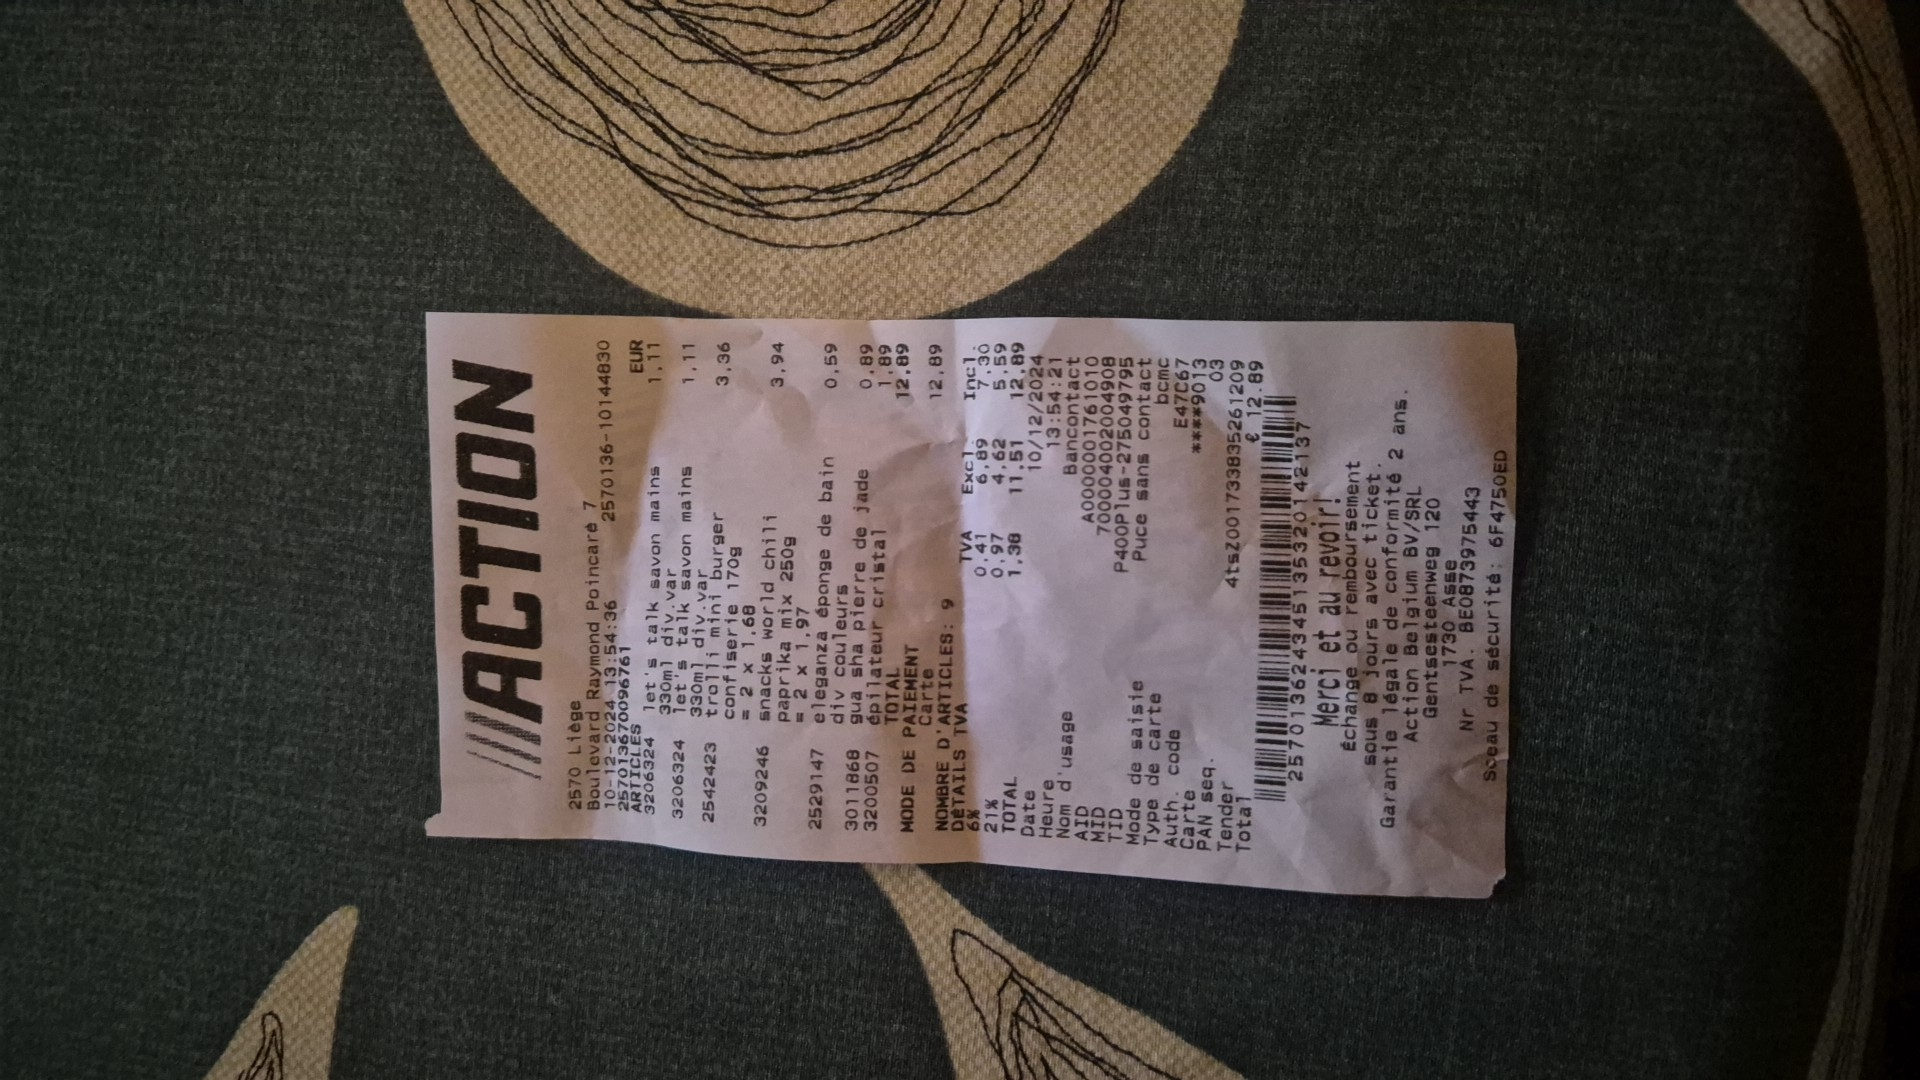 ACTION
2570 Liège
Boulevard Raymond Poincaré 7
10-12-2024 13:54:36 2570136-10144830
2570136700096761
ARTICLES EUR
3206324 let's talk savon mains 1,11
330ml div.var
3206324 let's talk savon mains 1,11
330ml div.var
2542423 trolli mini burger 3,36
confiserie 170g
= 2 x 1,68
3209246 snacks world chili 3,94
paprika mix 250g
= 2 x 1,97
2529147 eleganza éponge de bain 0,59
div couleurs
3011868 gua sha pierre de jade 0,89
3200507 épilateur cristal 1,89
TOTAL 12,89
MODE DE PAIEMENT
Carte 12,89
NOMBRE D'ARTICLES: 9
DÉTAILS TVA TVA Excl. Incl.
6% 0,41 6,89 7,30
21% 0,97 4,62 5,59
TOTAL 1,38 11,51 12,89
Date 10/12/2024
Heure 13:54:21
Nom d'usage Bancontact
AID A0000001761010
MID 7000040020004908
TID P400Plus-275049795
Mode de saisie Puce sans contact
Type de carte bcmc
Auth. code E47C67
Carte ****9013
PAN seq. 03
Tender 4tsZ001733835261209
Total € 12.89
257013624345135320142137
Merci et au revoir!
Échange ou remboursement
sous 8 jours avec ticket.
Garantie légale de conformité 2 ans.
Action Belgium BV/SRL
Gentsesteenweg 120
1730 Asse
Nr TVA. BE0873975443
Sceau de sécurité: 6F4750ED